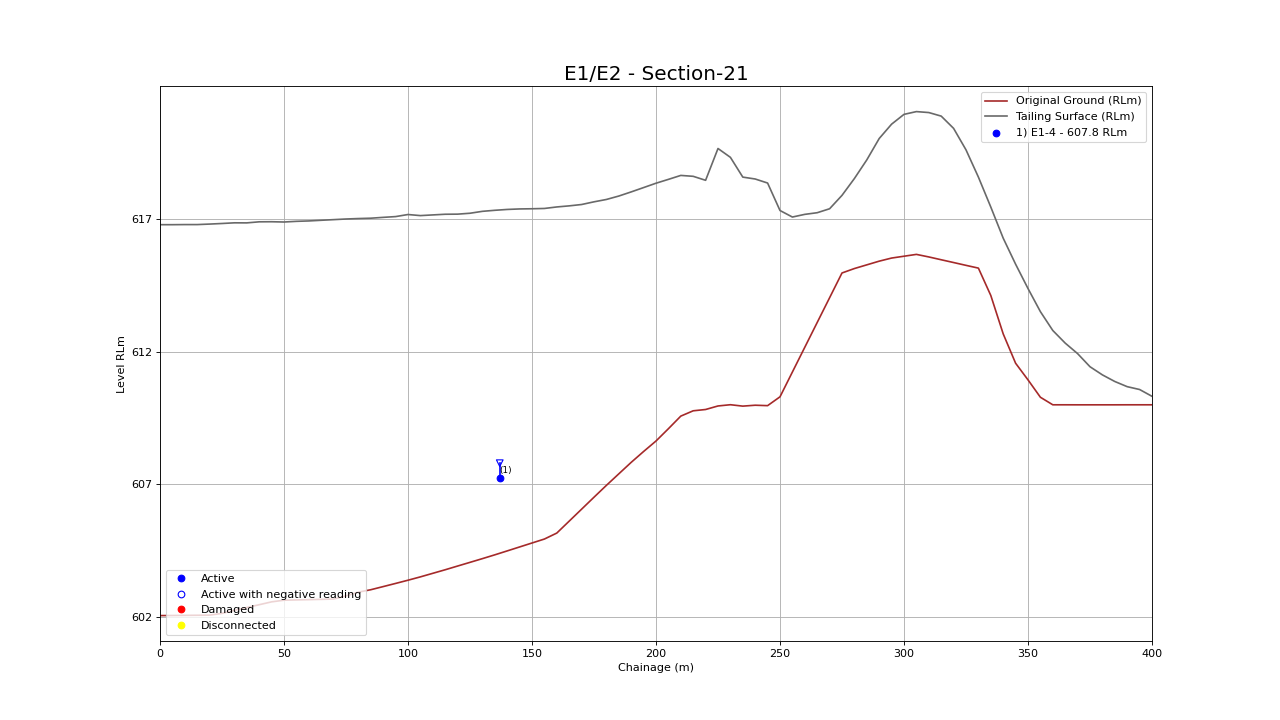 E1/E2 - Section-21
Original Ground (RLm)
Tailing Surface (RLm)
1) E1-4 - 607.8 RLm
617
612
607
602
Level RLm
(1)
Active
Active with negative reading
Damaged
Disconnected
0 50 100 150 200 250 300 350 400
Chainage (m)